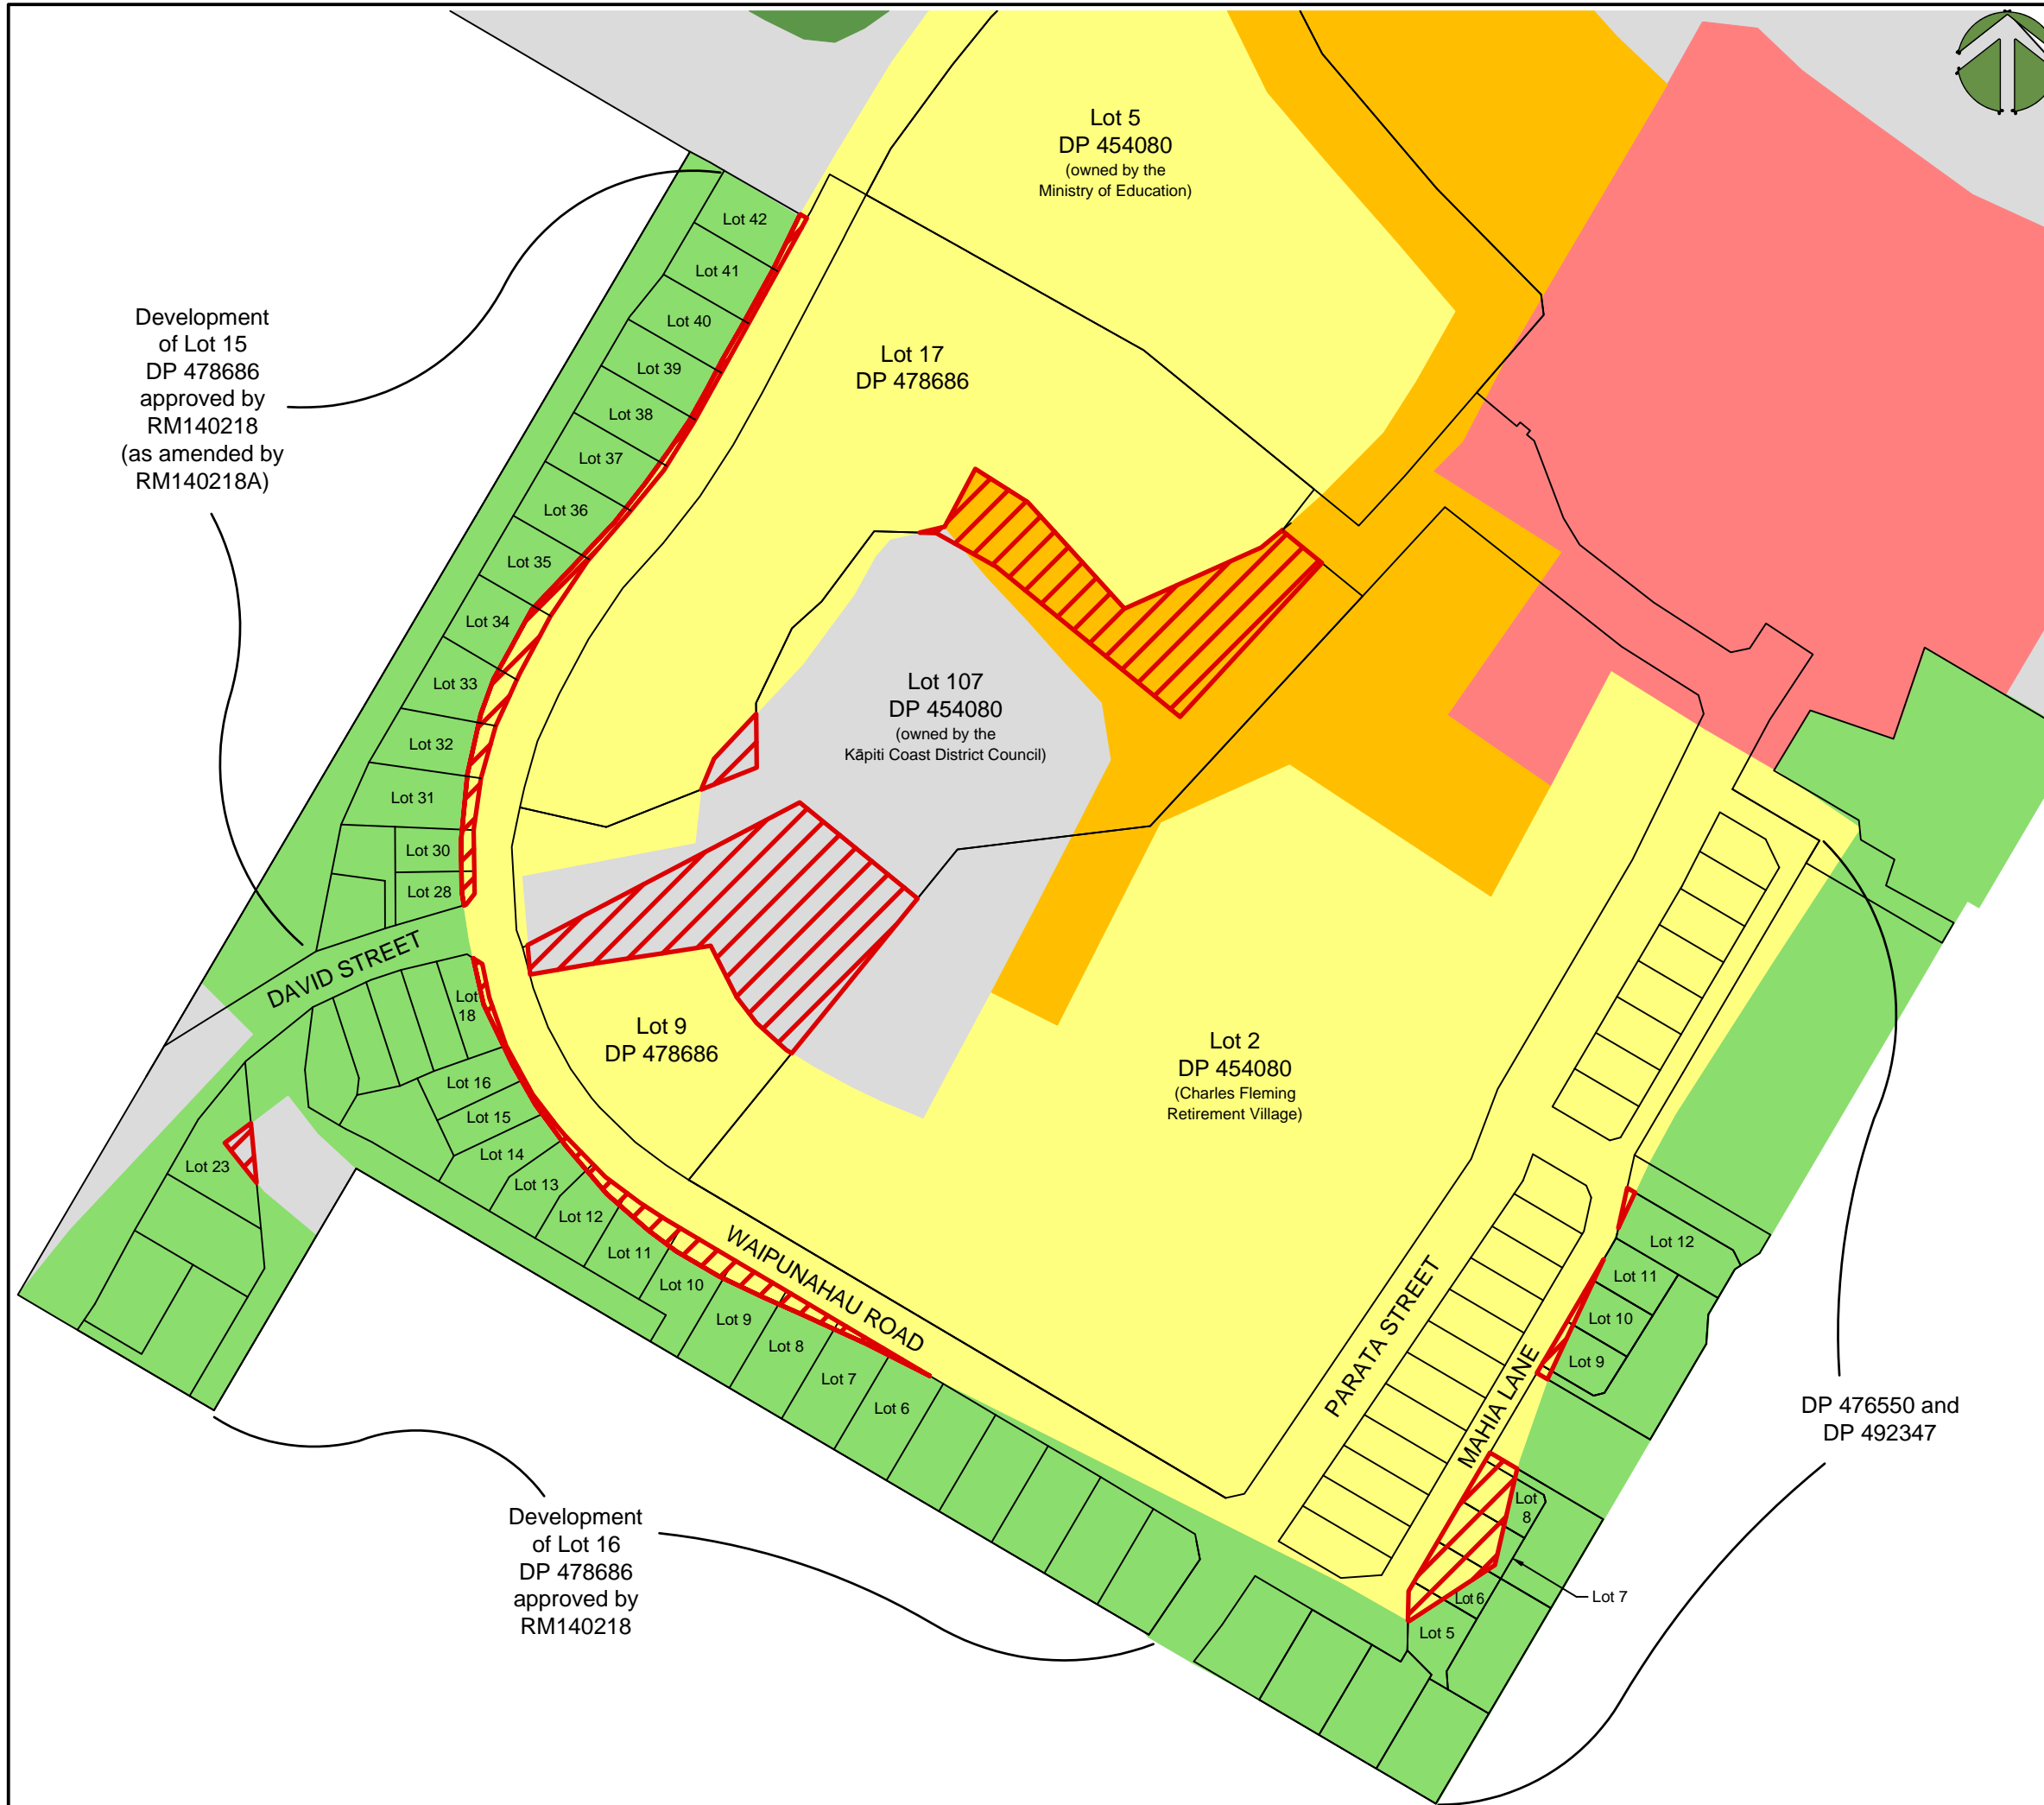 Lot 5
DP 454080
(owned by the
Ministry of Education)
Lot 42
Lot 41
Lot 40
Lot 39
Lot 38
Lot 37
Lot 36
Lot 35
Lot 34
Lot 33
Lot 32
Lot 31
Lot 30
Lot 28
Development
of Lot 15
DP 478686
approved by
RM140218
(as amended by
RM140218A)
Lot 17
DP 478686
Lot 107
DP 454080
(owned by the
Kāpiti Coast District Council)
DAVID STREET
Lot
18
Lot 16
Lot 15
Lot 14
Lot 13
Lot 12
Lot 11
Lot 10
Lot 9
Lot 8
Lot 7
Lot 6
Lot 23
Lot 9
DP 478686
Lot 2
DP 454080
(Charles Fleming
Retirement Village)
WAIPUNAHAU ROAD
PARATA STREET
MAHIA LANE
Lot 12
Lot 11
Lot 10
Lot 9
Lot
8
Lot 7
Lot 6
Lot 5
DP 476550 and
DP 492347
Development
of Lot 16
DP 478686
approved by
RM140218